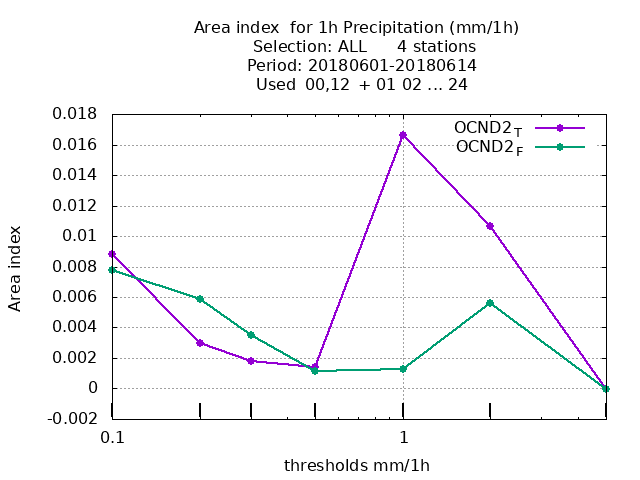 Area index  for 1h Precipitation (mm/1h)
Selection: ALL      4 stations
Period: 20180601-20180614
Used  00,12  + 01 02 ... 24
OCND2_T
OCND2_F
0.018
0.016
0.014
0.012
0.01
0.008
0.006
0.004
0.002
0
-0.002
Area index
0.1 1
thresholds mm/1h